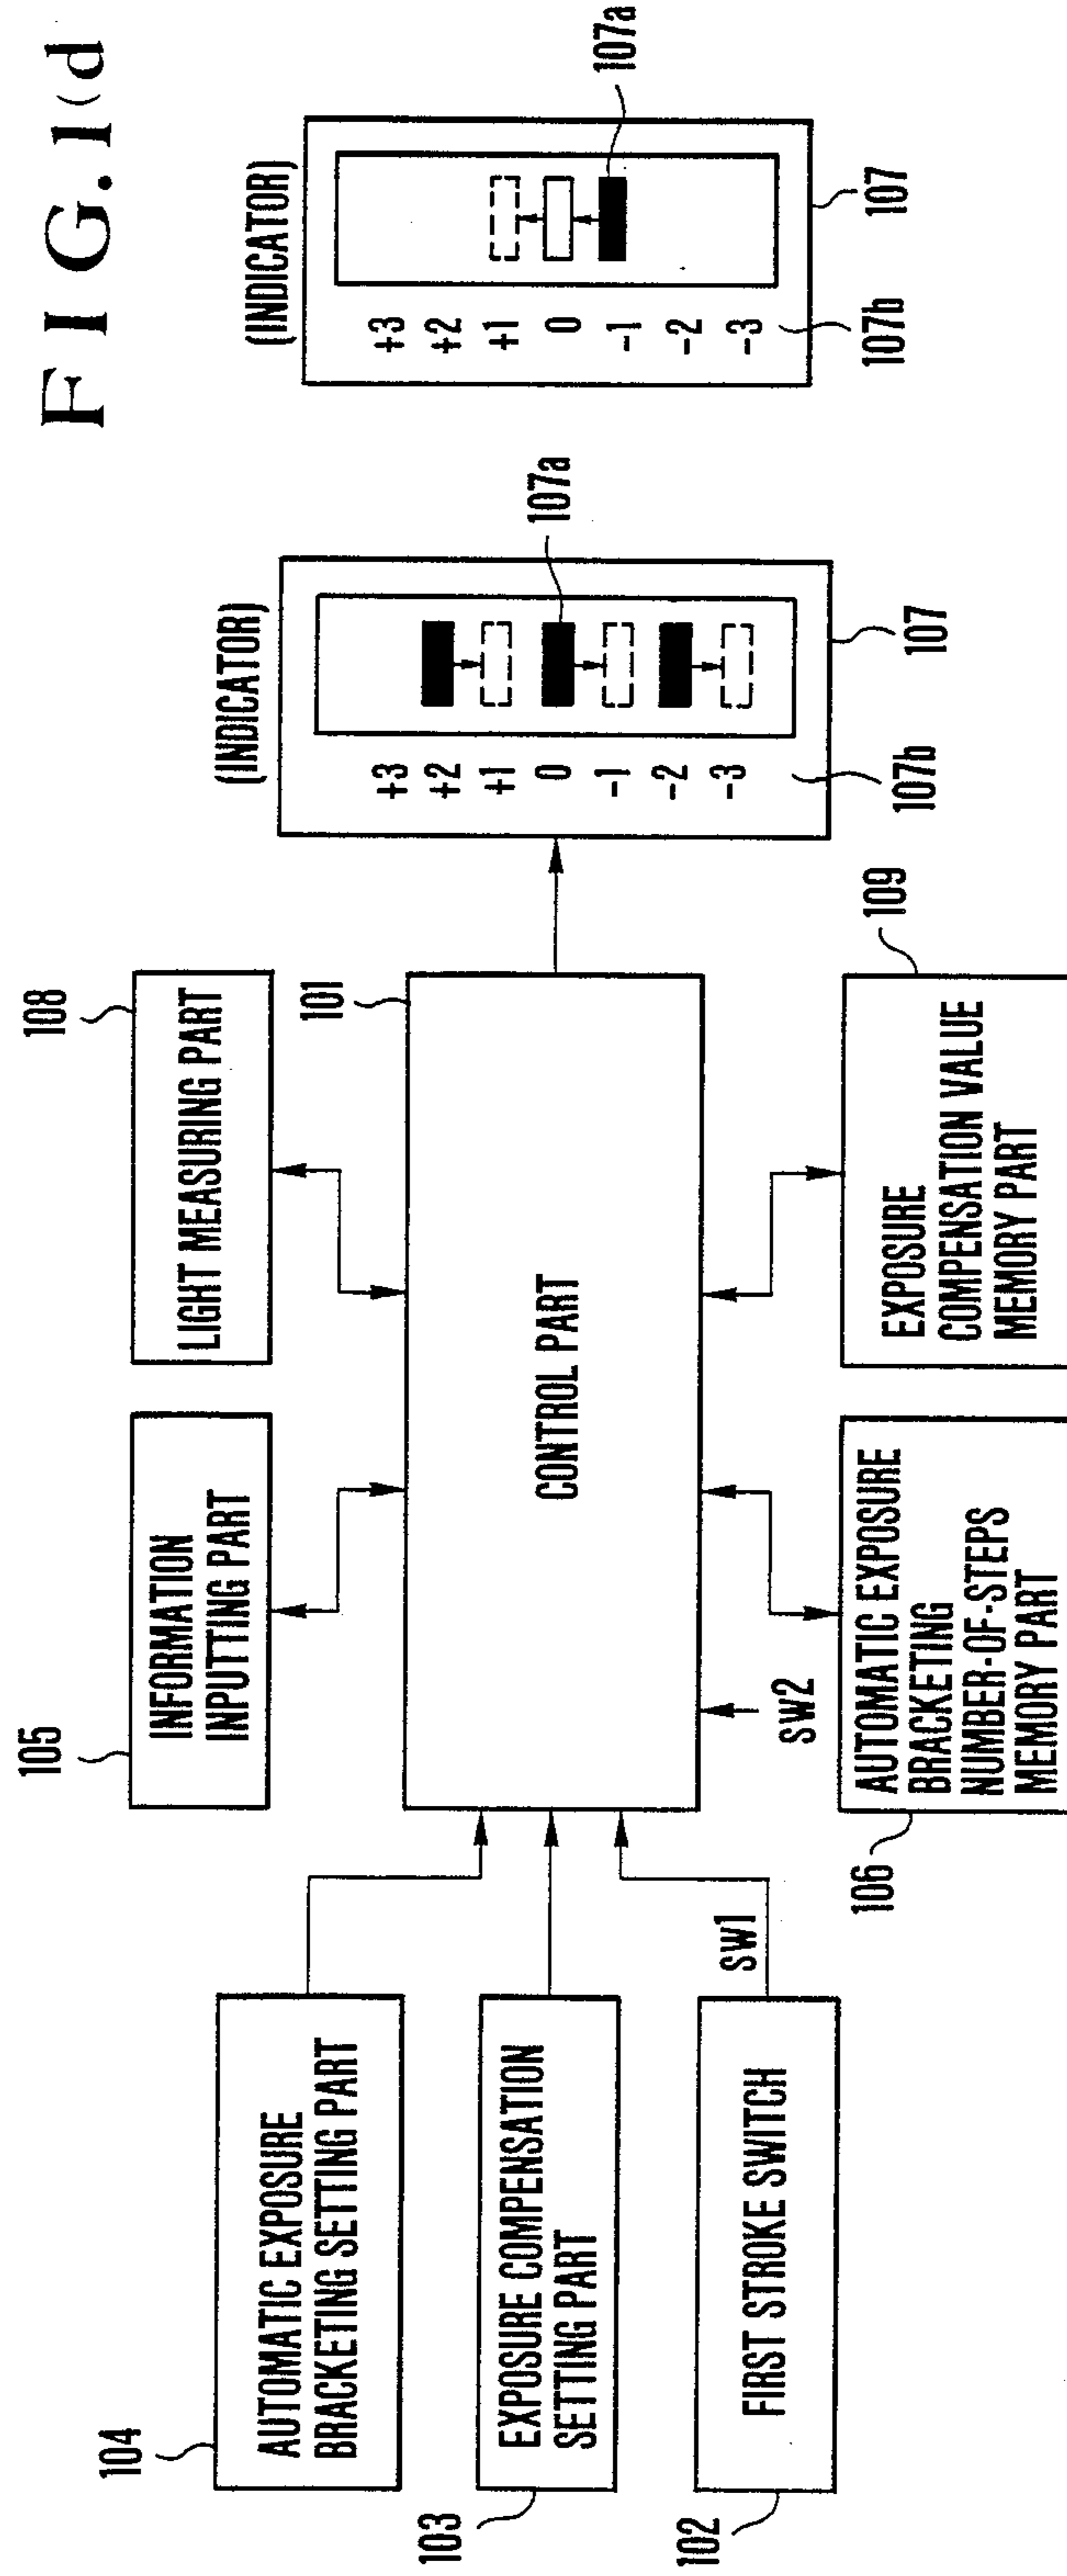 FIG.1(d
(INDICATOR)
+3
+2
+1
0
-1
-2
-3
107a
107b
107
(INDICATOR)
+3
+2
+1
0
-1
-2
-3
107a
107b
107
108
LIGHT MEASURING PART
105
INFORMATION
INPUTTING PART
101
CONTROL PART
SW2
109
EXPOSURE
COMPENSATION VALUE
MEMORY PART
106
AUTOMATIC EXPOSURE
BRACKETING
NUMBER-OF-STEPS
MEMORY PART
104
AUTOMATIC EXPOSURE
BRACKETING SETTING PART
103
EXPOSURE COMPENSATION
SETTING PART
102
FIRST STROKE SWITCH
SW1